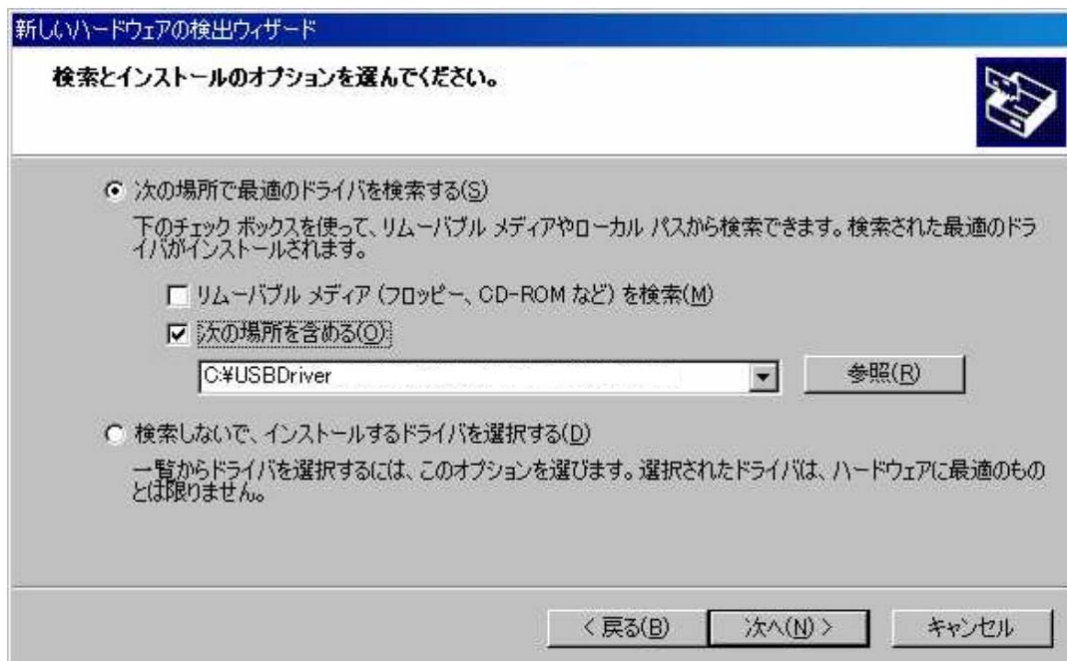 新しいハードウェアの検出ウィザード
検索とインストールのオプションを選んでください。
次の場所で最適のドライバを検索する(S)
下のチェック ボックスを使って、リムーバブル メディアやローカル パスから検索できます。検索された最適のドラ
イバがインストールされます。
リムーバブル メディア (フロッピー、CD-ROM など) を検索(M)
次の場所を含める(O):
C:¥USBDriver
参照(R)
検索しないで、インストールするドライバを選択する(D)
一覧からドライバを選択するには、このオプションを選びます。選択されたドライバは、ハードウェアに最適のもの
とは限りません。
< 戻る(B)
次へ(N) >
キャンセル